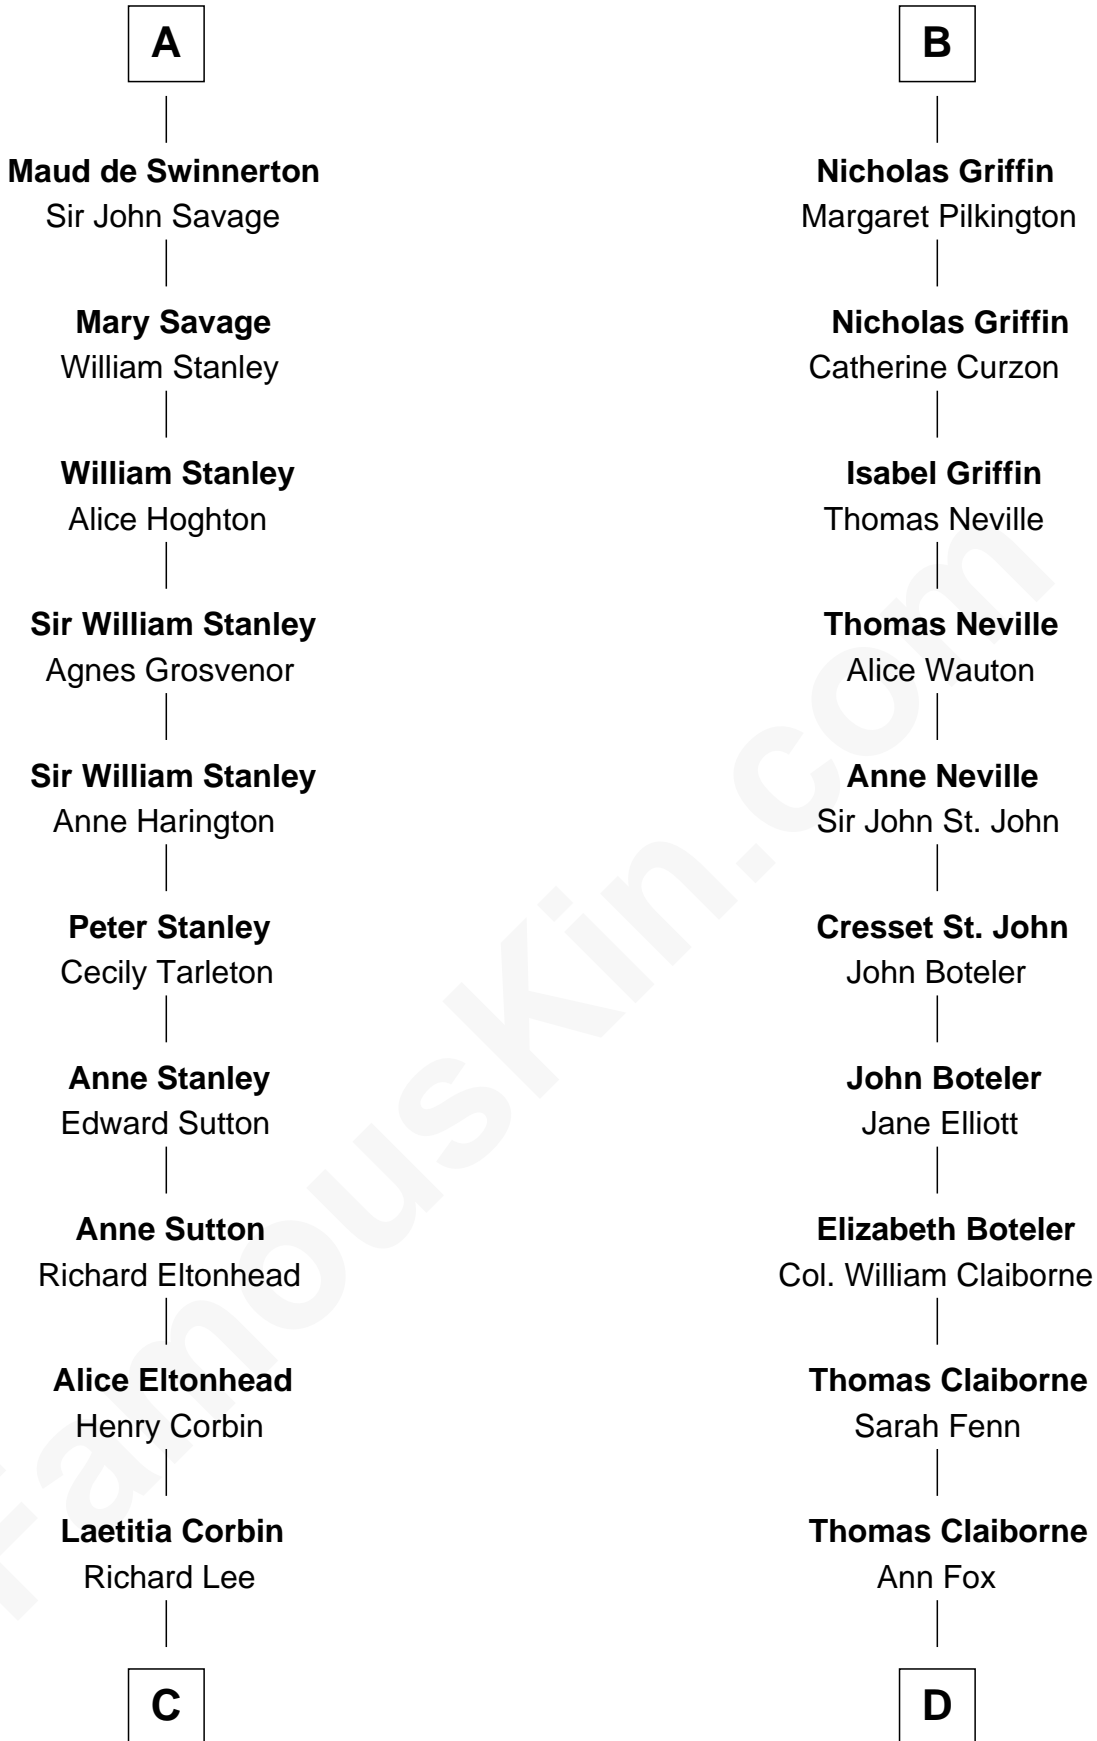 A
Maud de Swinnerton
Sir John Savage
Mary Savage
William Stanley
William Stanley
Alice Hoghton
Sir William Stanley
Agnes Grosvenor
Sir William Stanley
Anne Harington
Peter Stanley
Cecily Tarleton
Anne Stanley
Edward Sutton
Anne Sutton
Richard Eltonhead
Alice Eltonhead
Henry Corbin
Laetitia Corbin
Richard Lee
C
B
Nicholas Griffin
Margaret Pilkington
Nicholas Griffin
Catherine Curzon
Isabel Griffin
Thomas Neville
Thomas Neville
Alice Wauton
Anne Neville
Sir John St. John
Cresset St. John
John Boteler
John Boteler
Jane Elliott
Elizabeth Boteler
Col. William Claiborne
Thomas Claiborne
Sarah Fenn
Thomas Claiborne
Ann Fox
D
FamousKin.com